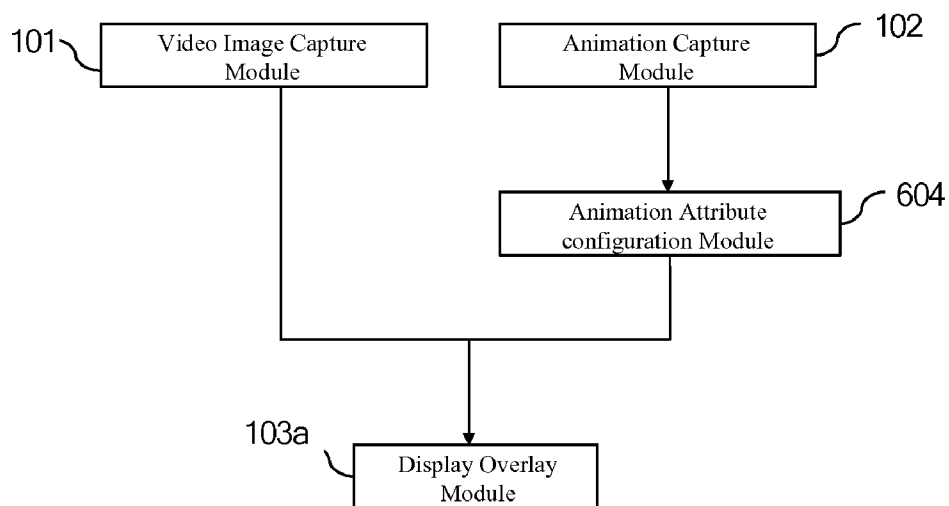 101
Video Image Capture
Module
Animation Capture
Module
102
Animation Attribute
configuration Module
604
103a
Display Overlay
Module